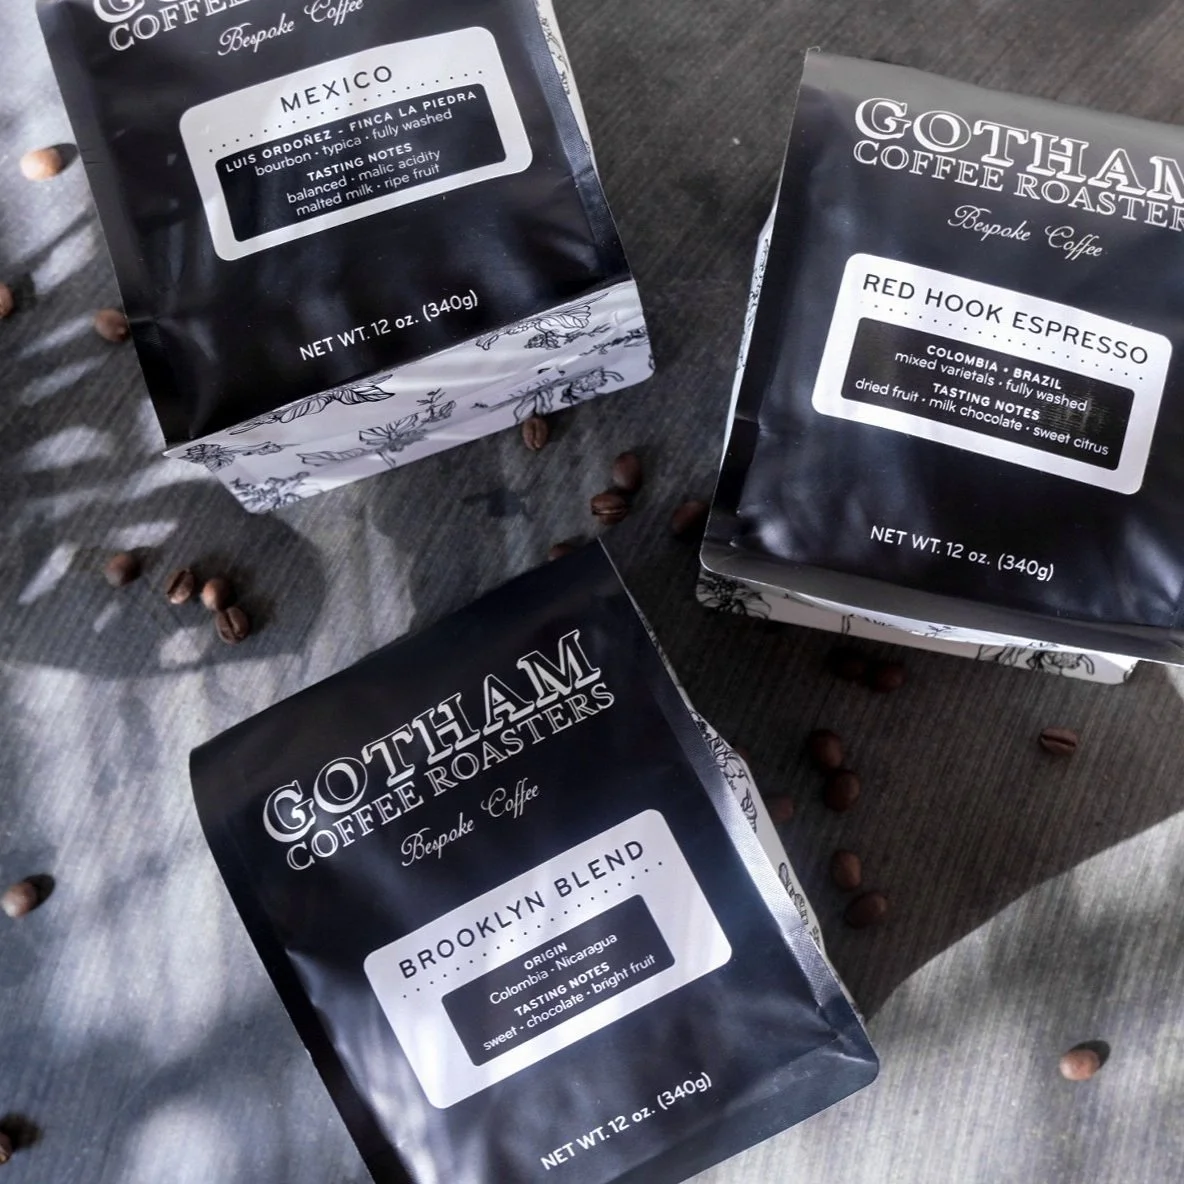 COFFEE
Bespoke Coffee
MEXICO
LUIS ORDOÑEZ - FINCA LA PIEDRA
bourbon • typica • fully washed
TASTING NOTES
balanced • malic acidity
malted milk • ripe fruit
NET WT. 12 oz. (340g)
GOTHAM
COFFEE ROASTER
Bespoke Coffee
RED HOOK ESPRESSO
COLOMBIA • BRAZIL
mixed varietals • fully washed
TASTING NOTES
dried fruit • milk chocolate • sweet citrus
NET WT. 12 oz. (340g)
GOTHAM
COFFEE ROASTERS
Bespoke Coffee
BROOKLYN BLEND
ORIGIN
Colombia • Nicaragua
TASTING NOTES
sweet • chocolate • bright fruit
NET WT. 12 oz. (340g)